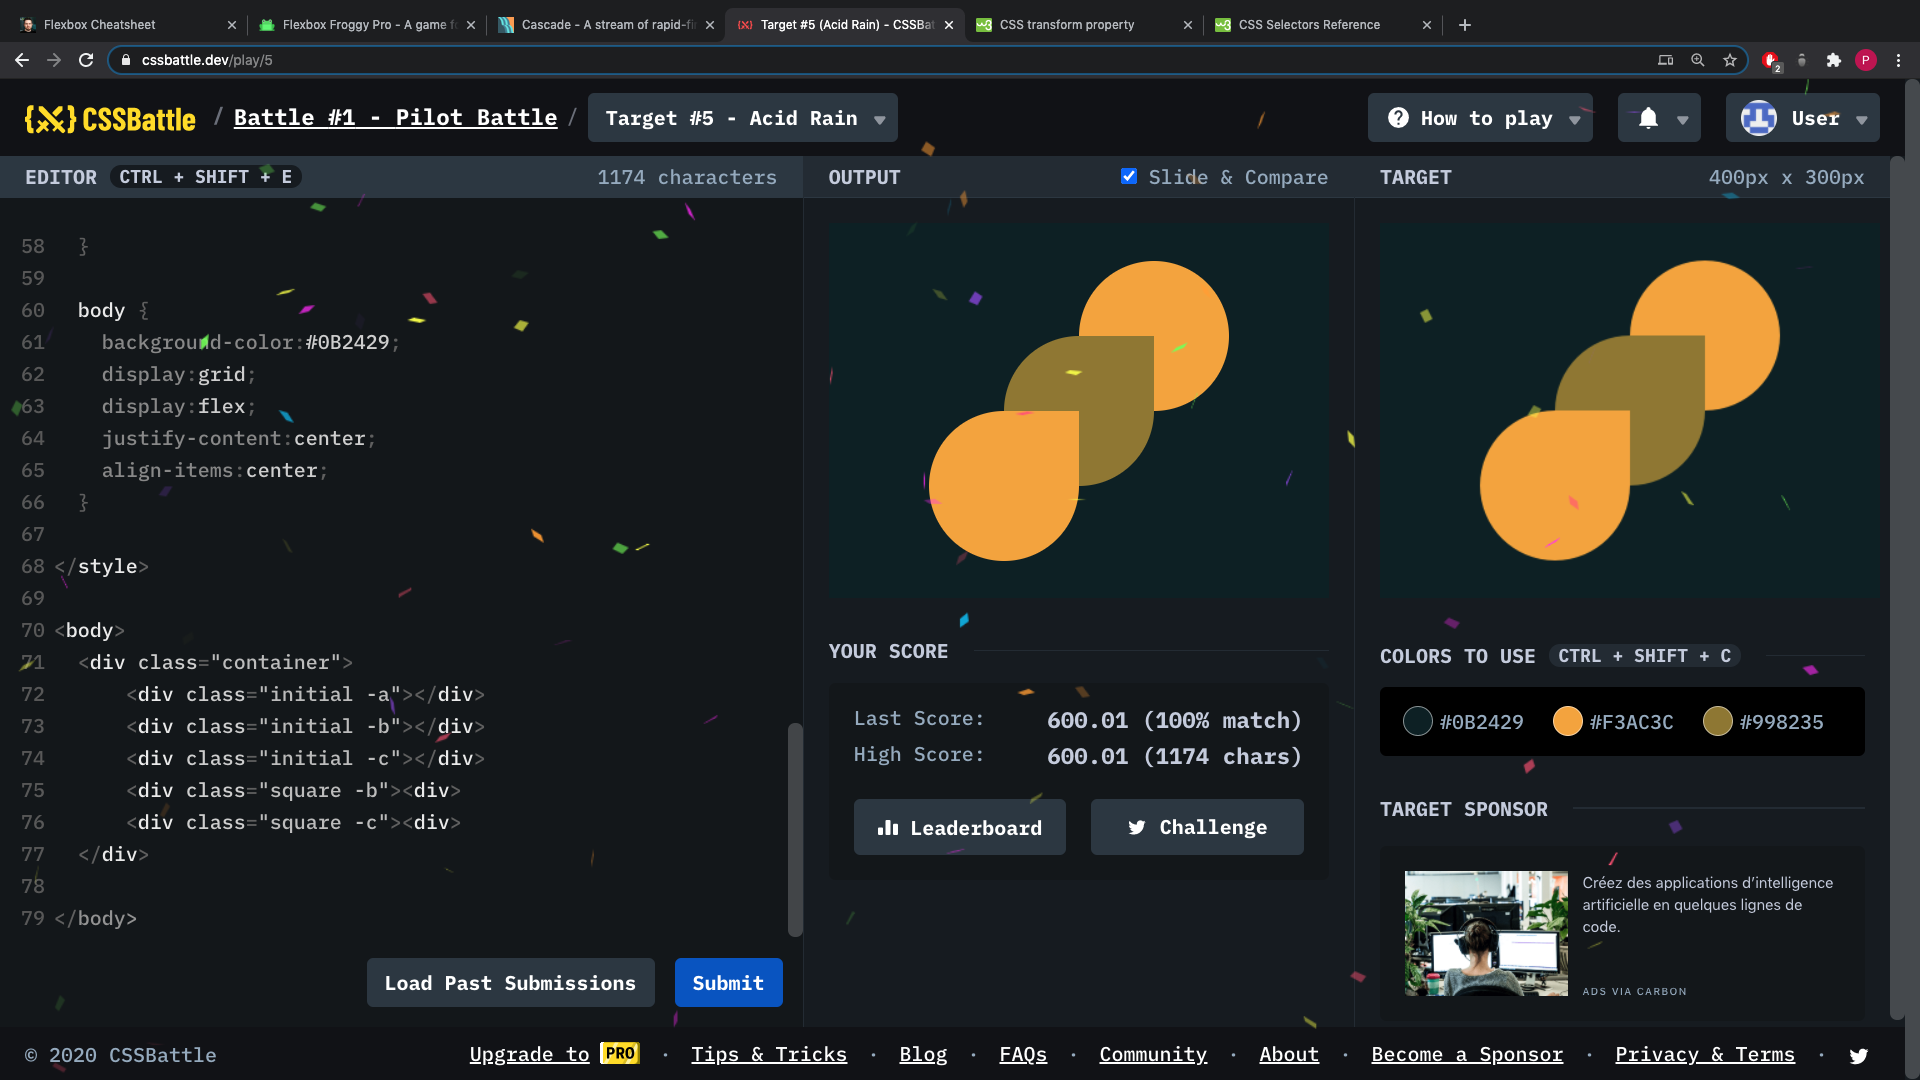 Flexbox Cheatsheet
Flexbox Froggy Pro - A game f
Cascade - A stream of rapid-fi
Target #5 (Acid Rain) - CSSBat
CSS transform property
CSS Selectors Reference
cssbattle.dev/play/5
2
P
{X} CSSBattle / Battle #1 - Pilot Battle / Target #5 - Acid Rain
How to play
User
EDITOR CTRL + SHIFT + E 1174 characters
58 }
59
60 body {
61 background-color:#0B2429;
62 display:grid;
63 display:flex;
64 justify-content:center;
65 align-items:center;
66 }
67
68 </style>
69
70 <body>
71 <div class="container">
72 <div class="initial -a"></div>
73 <div class="initial -b"></div>
74 <div class="initial -c"></div>
75 <div class="square -b"><div>
76 <div class="square -c"><div>
77 </div>
78
79 </body>
Load Past Submissions
Submit
OUTPUT Slide & Compare
YOUR SCORE
Last Score: 600.01 (100% match)
High Score: 600.01 (1174 chars)
Leaderboard
Challenge
TARGET 400px x 300px
COLORS TO USE CTRL + SHIFT + C
#0B2429 #F3AC3C #998235
TARGET SPONSOR
Créez des applications d’intelligence
artificielle en quelques lignes de
code.
ADS VIA CARBON
© 2020 CSSBattle
Upgrade to PRO · Tips & Tricks · Blog · FAQs · Community · About · Become a Sponsor · Privacy & Terms ·